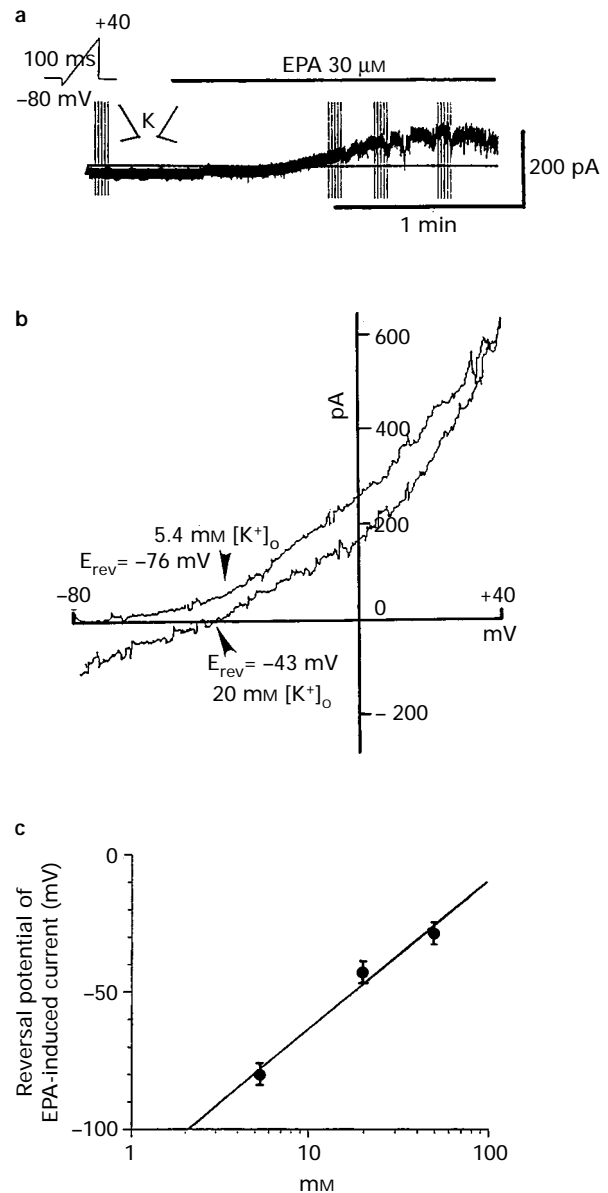 a
+40
100 ms
EPA 30 µM
–80 mV
K
200 pA
1 min
b
600
pA
400
5.4 mM [K+]o
200
Erev= –76 mV
–80
0
+40
mV
Erev= –43 mV
20 mM [K+]o
– 200
c
0
Reversal potential of
EPA-induced current (mV)
–50
–100
1
10
100
mM